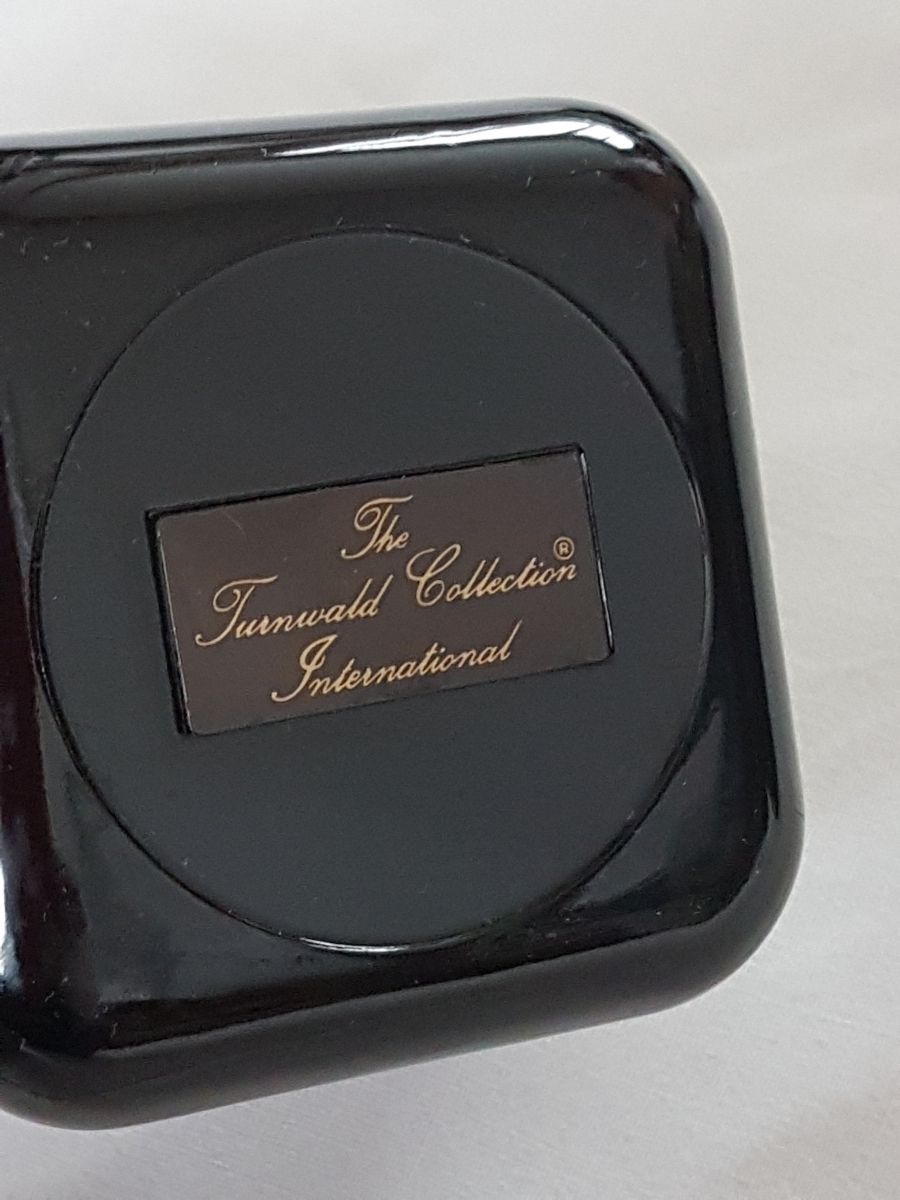 The
Turnwald Collection®
International